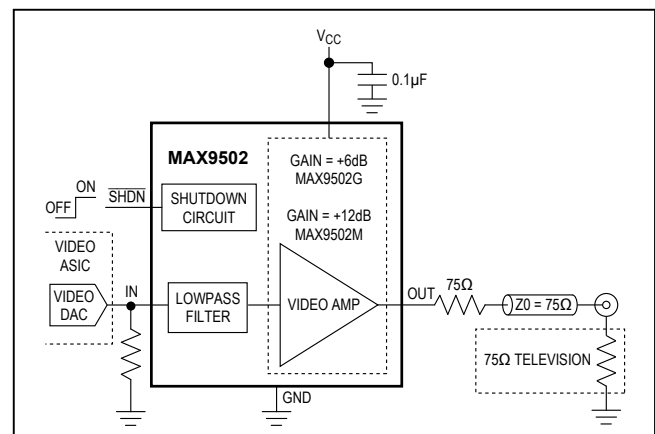 VCC
0.1µF
MAX9502
GAIN = +6dB
MAX9502G
GAIN = +12dB
MAX9502M
ON
OFF
SHDN
SHUTDOWN
CIRCUIT
VIDEO
ASIC
VIDEO
DAC
IN
LOWPASS
FILTER
VIDEO AMP
OUT
75Ω
Z0 = 75Ω
75Ω TELEVISION
GND